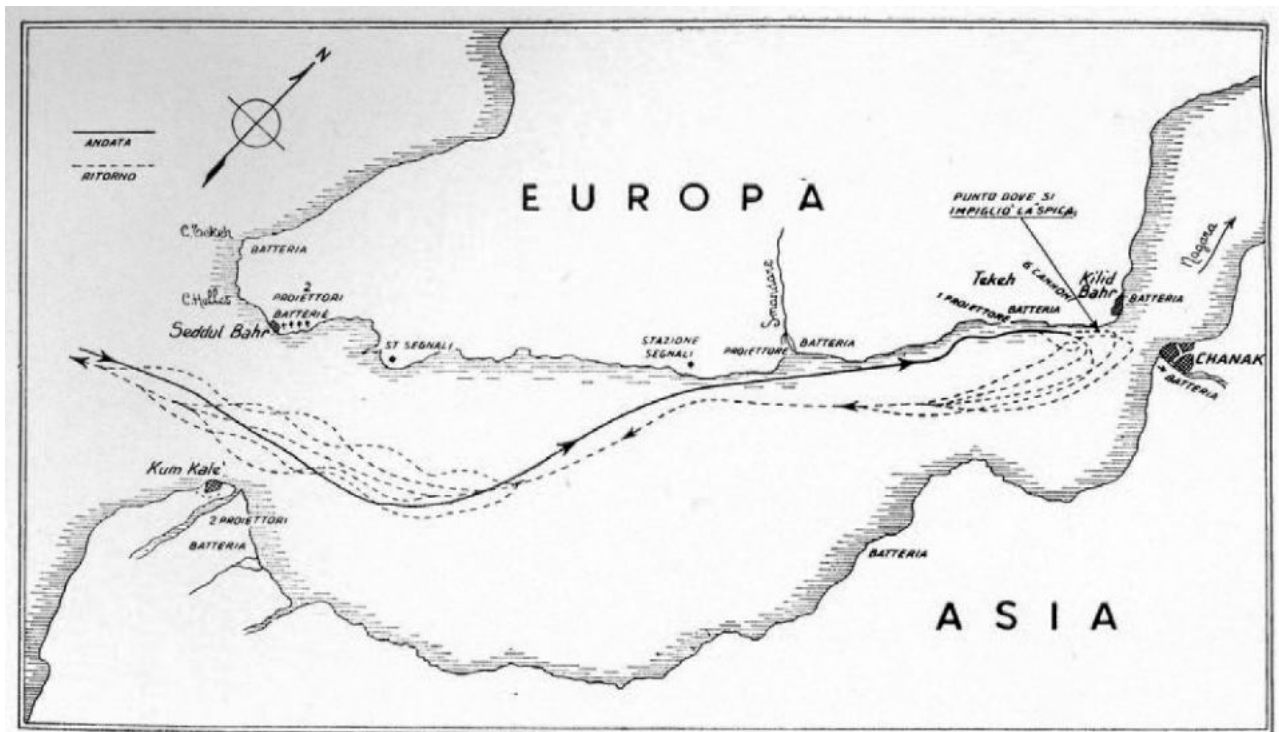 N
ANDATA
RITORNO
EUROPA
PUNTO DOVE SI
IMPIGLIÒ LA "SPICA"
C. Tekeh
BATTERIA
C. Helles
2
PROIETTORI
BATTERIE
Seddul Bahr
ST SEGNALI
STAZIONE
SEGNALI
PROIETTORE
BATTERIA
Tekeh
6 CANNONI
1 PROIETTORE
BATTERIA
Kilid
Bahr
BATTERIA
Nagara
CHANAK
BATTERIA
Kum Kale'
2 PROIETTORI
BATTERIA
BATTERIA
ASIA